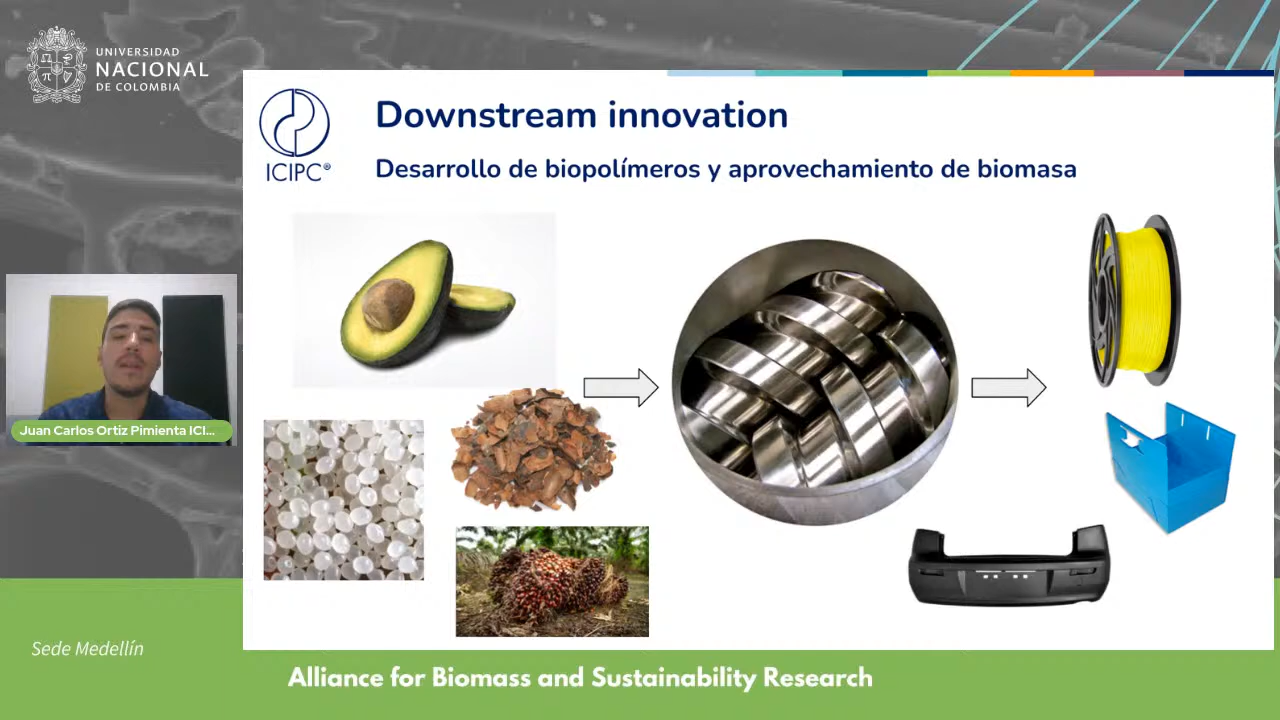 UNIVERSIDAD
NACIONAL
DE COLOMBIA
ICIPC®
Downstream innovation
Desarrollo de biopolímeros y aprovechamiento de biomasa
Juan Carlos Ortiz Pimienta ICI...
Sede Medellín
Alliance for Biomass and Sustainability Research